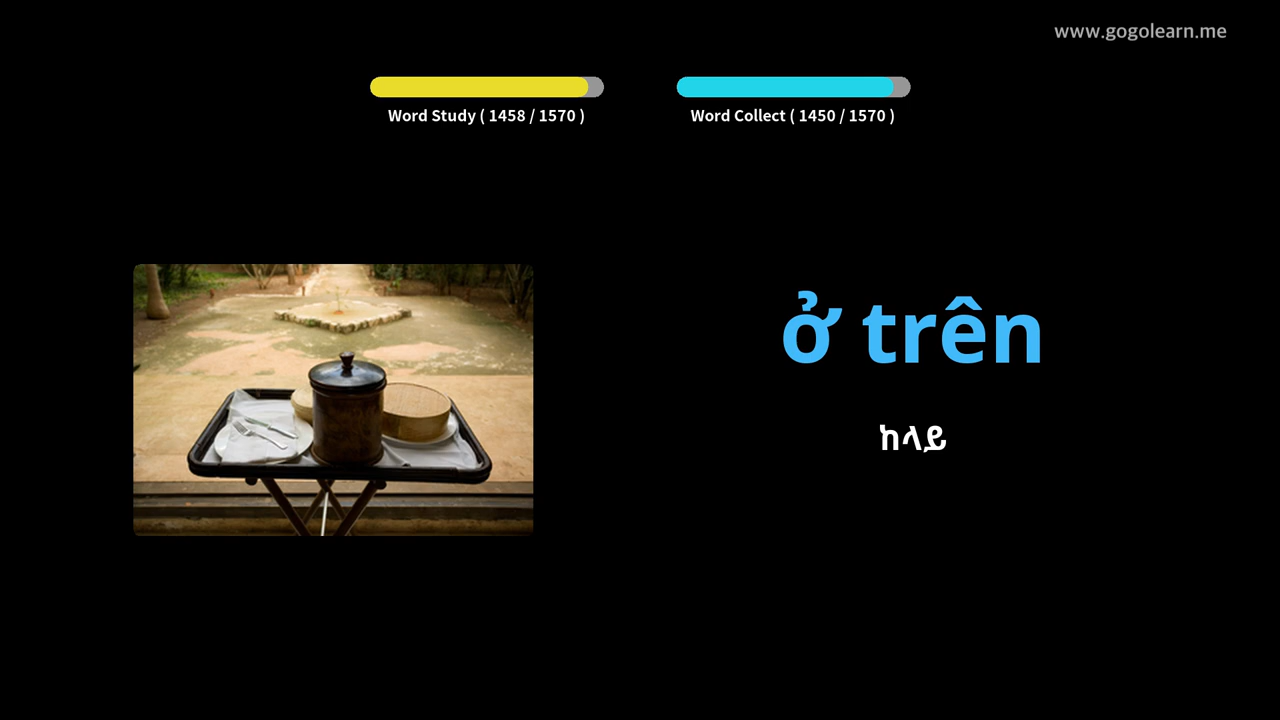 www.gogolearn.me
Word Study ( 1458 / 1570 )
Word Collect ( 1450 / 1570 )
ở trên
ከላይ